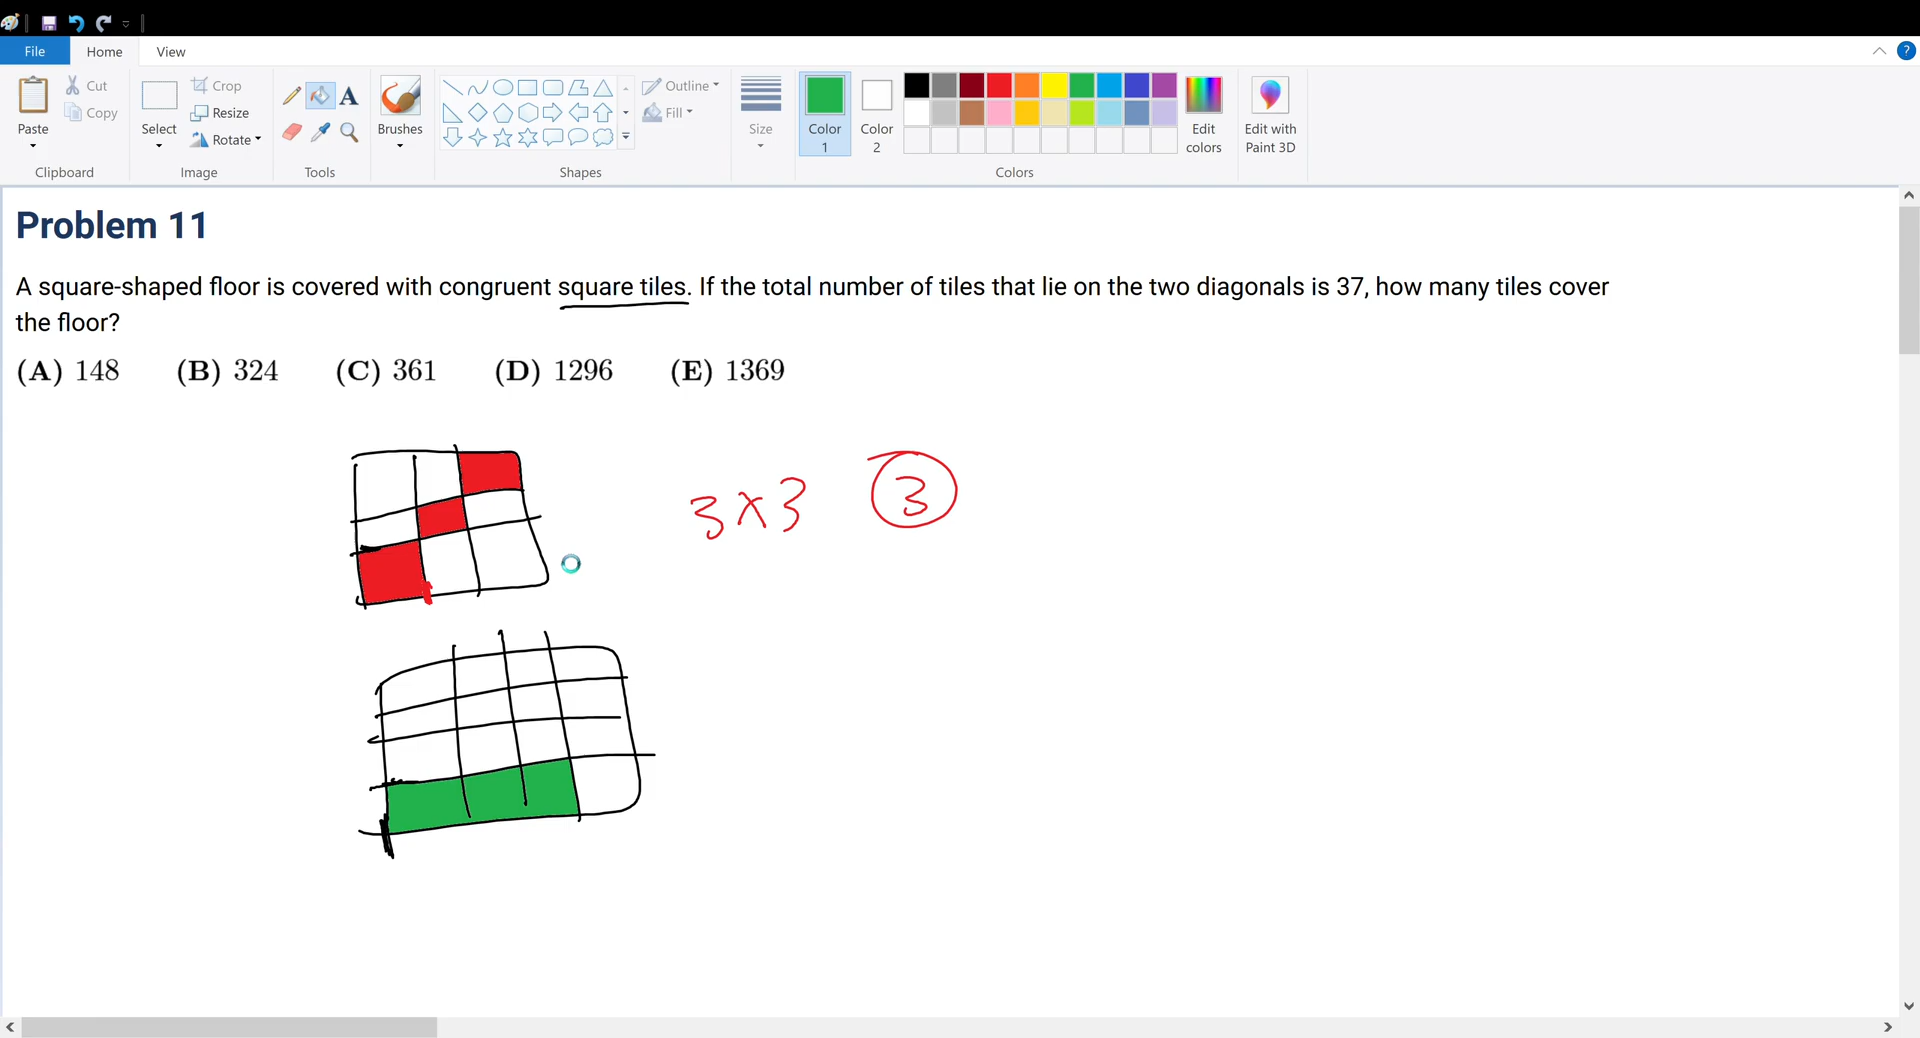 File Home View
Paste Cut Copy Clipboard
Select Crop Resize Rotate Image
A Tools
Brushes
Shapes
Outline Fill
Size
Color 1 Color 2
Colors
Edit colors
Edit with Paint 3D
?
Problem 11
A square-shaped floor is covered with congruent square tiles. If the total number of tiles that lie on the two diagonals is 37, how many tiles cover
the floor?
(A) 148 (B) 324 (C) 361 (D) 1296 (E) 1369
3 x 3 3